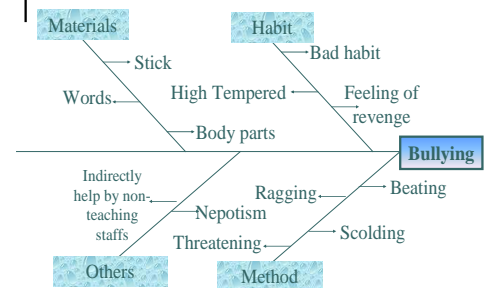 Materials
Habit
Stick
Bad habit
Words
High Tempered
Feeling of
revenge
Body parts
Bullying
Indirectly
help by non-
teaching
staffs
Ragging
Beating
Nepotism
Threatening
Scolding
Others
Method